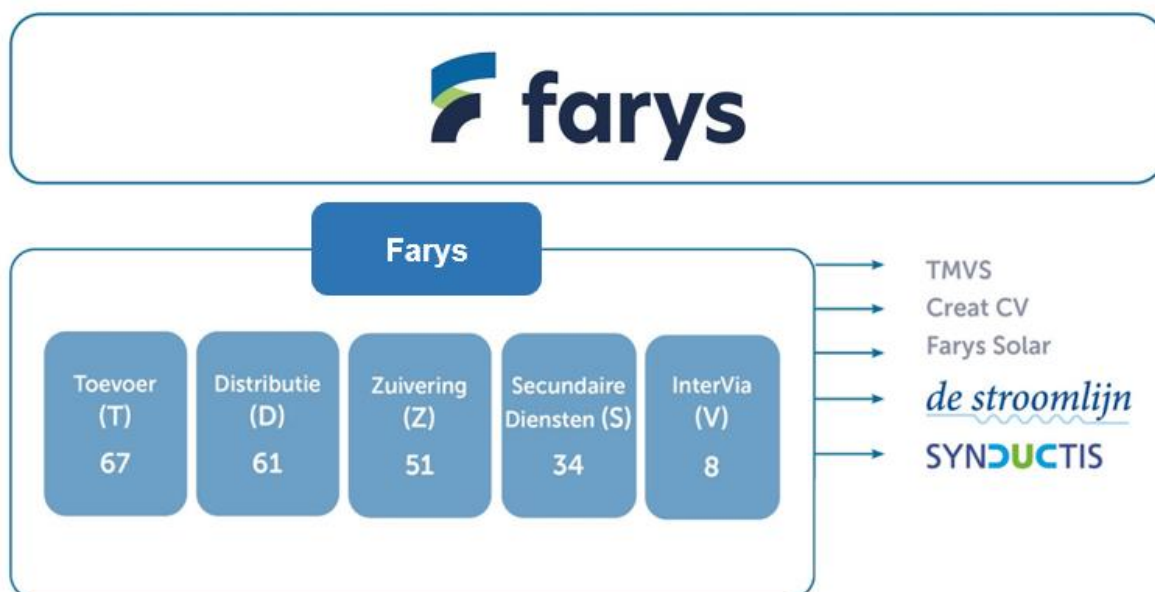 farys
Farys
Toevoer
(T)
67
Distributie
(D)
61
Zuivering
(Z)
51
Secundaire
Diensten (S)
34
InterVia
(V)
8
TMVS
Creat CV
Farys Solar
de stroomlijn
SYNDUCTIS